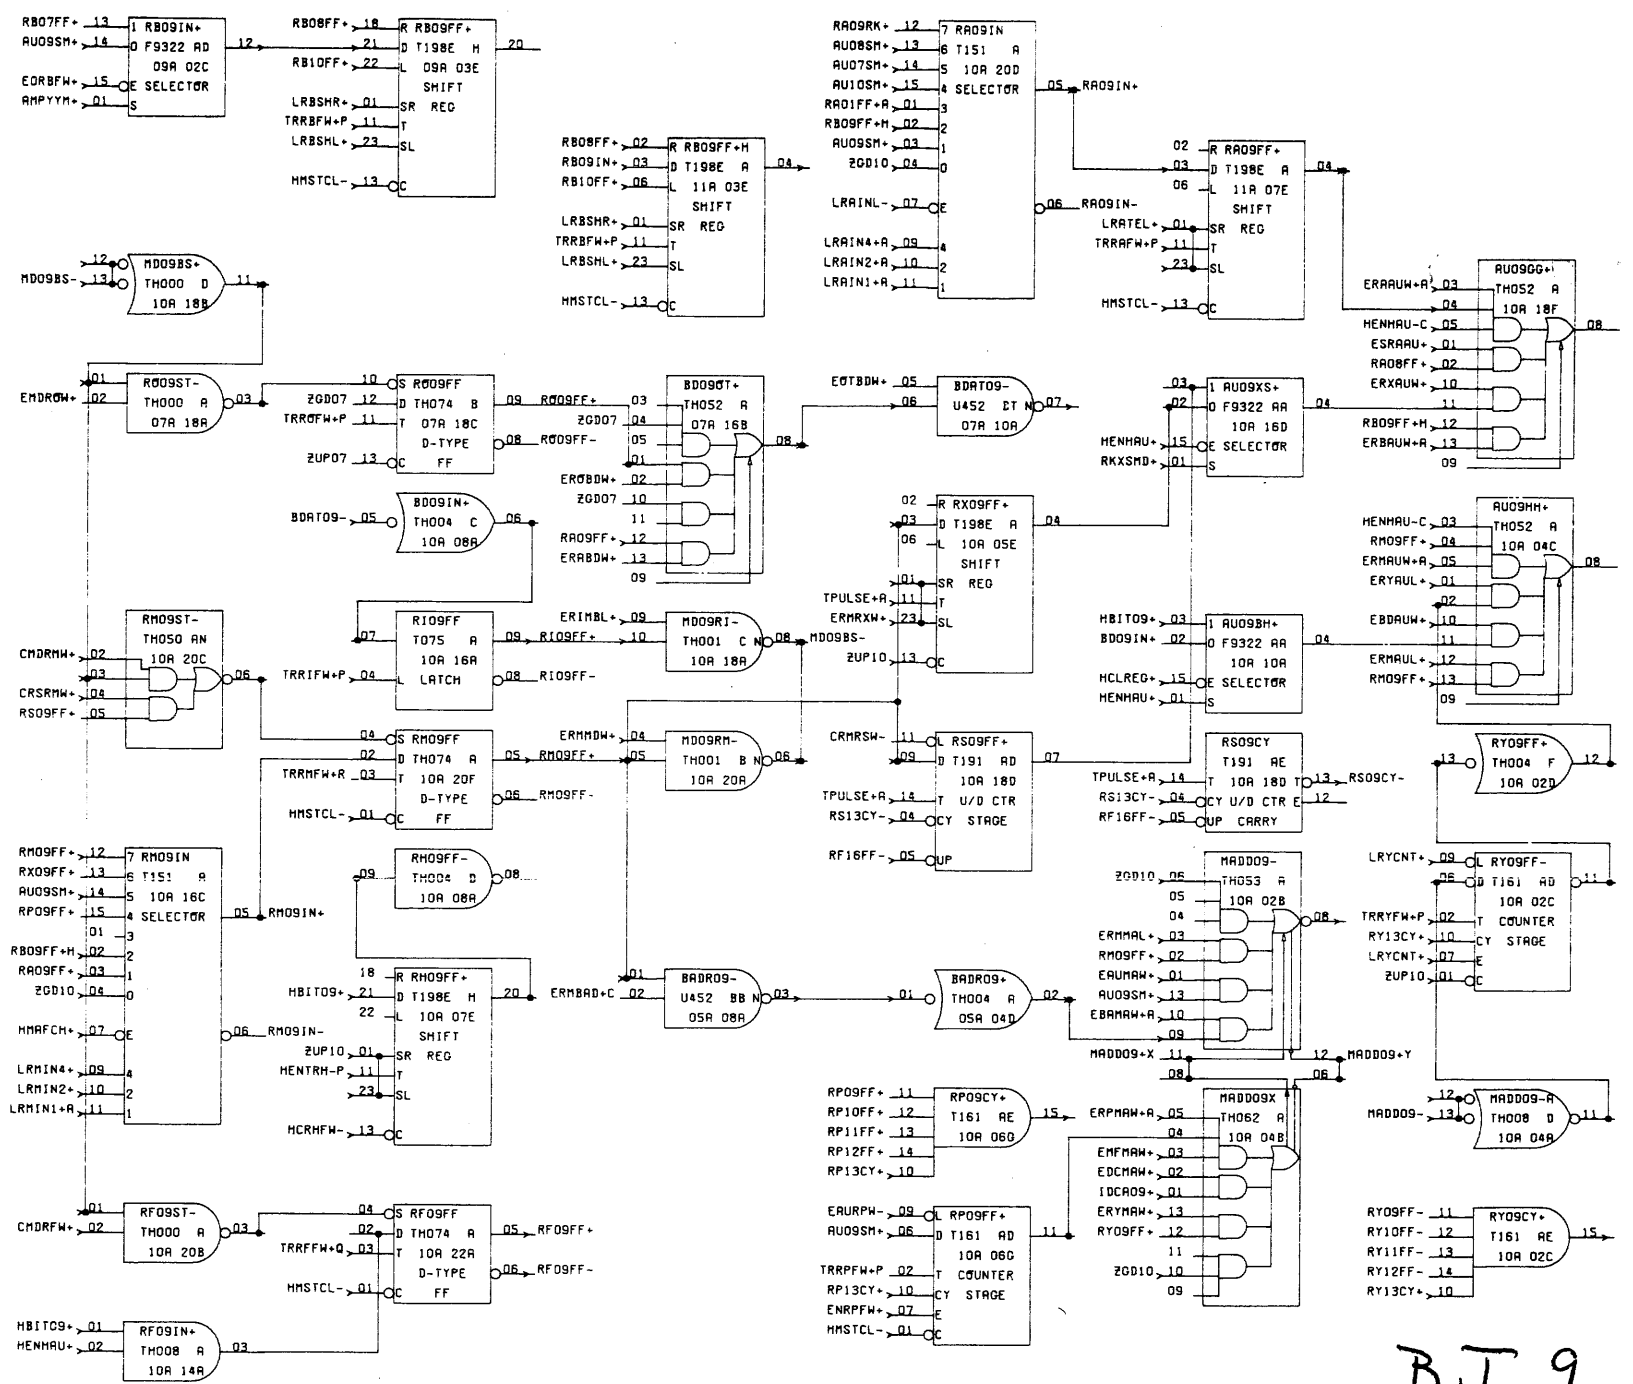 RB07FF+ 13 1 RB09IN+
AU09SM+ 14 0 F9322 AD 12
09A 02C
EORBFW+ 15 E SELECTOR
AMPYYM+ 01 S
RB08FF+ 18 R RB09FF+
21 D T198E H 20
RB10FF+ 22 L 09A 03E
SHIFT
LRBSHR+ 01 SR REG
TRRBFW+P 11 T
LRBSHL+ 23 SL
HMSTCL- 13 C
RB08FF+ 02 R RB09FF+M
RB09IN+ 03 D T198E A 04
RB10FF+ 06 L 11A 03E
SHIFT
LRBSHR+ 01 SR REG
TRRBFW+P 11 T
LRBSHL+ 23 SL
HMSTCL- 13 C
RA09RK+ 12 7 RA09IN
AU08SM+ 13 6 T151 A
AU07SM+ 14 5 10A 20D
AU10SM+ 15 4 SELECTOR 05 RA09IN+
RA01FF+A 01 3
RB09FF+M 02 2
AU09SM+ 03 1
ZGD10 04 0
LRAINL- 07 E 06 RA09IN-
LRAIN4+A 09 4
LRAIN2+A 10 2
LRAIN1+A 11 1
02 R RA09FF+
03 D T198E A 04
06 L 11A 07E
SHIFT
LRATEL+ 01 SR REG
TRRAFW+P 11 T
23 SL
HMSTCL- 13 C
AU09GG+
ERAAUW+A 03 TH052 A
04 10A 18F
HENHAU-C 05 08
ESRAAU+ 01
RA08FF+ 02
ERXAUW+ 10
11
RB09FF+M 12
ERBAUW+A 13
09
12 MD09BS+
MD09BS- 13 TH000 D 11
10A 18B
01 RO09ST-
EMDROW+ 02 TH000 A 03
07A 18A
10 S RO09FF
ZGD07 12 D TH074 B 09 RO09FF+
TRROFW+P 11 T 07A 18C
D-TYPE 08 RO09FF-
ZUP07 13 C FF
BD09OT+
03 TH052 A
ZGD07 04 07A 16B
05 08
01
EROBDW+ 02
ZGD07 10
11
RA09FF+ 12
ERABDW+ 13
09
EOTBDW+ 05 BDAT09-
06 U452 DT N 07
07A 10A
03 1 AU09XS+
02 0 F9322 AA 04
10A 16D
HENHAU+ 15 E SELECTOR
RKXSMD+ 01 S
BD09IN+
BDAT09- 05 TH004 C 06
10A 08A
02 R RX09FF+
03 D T198E A 04
06 L 10A 05E
SHIFT
01 SR REG
TPULSE+A 11 T
ERMRXW+ 23 SL
ZUP10 13 C
AU09HH+
HENHAU-C 03 TH052 A
RM09FF+ 04 10A 04C
ERMAUW+A 05 08
ERYAUL+ 01
02
EBDAUW+ 10
11
ERMAUL+ 12
RM09FF+ 13
09
RM09ST-
TH050 AN
CMDRMW+ 02 10A 20C
03 06
CRSRMW+ 04
RS09FF+ 05
RI09FF
07 T075 A 09 RI09FF+
10A 16A
TRRIFW+P 04 L LATCH 08 RI09FF-
ERIMBL+ 09 MD09RI-
10 TH001 C N 08 MD09BS-
10A 18A
HBIT09+ 03 1 AU09BH+
BD09IN+ 02 0 F9322 AA 04
10A 10A
HCLREG+ 15 E SELECTOR
HENHAU+ 01 S
04 S RM09FF
02 D TH074 A 05 RM09FF+
TRRMFW+R 03 T 10A 20F
D-TYPE 06 RM09FF-
HMSTCL- 01 C FF
ERMMDW+ 04 MD09RM-
05 TH001 B N 06
10A 20A
CRMRSW- 11 L RS09FF+
09 D T191 AD 07
10A 18D
TPULSE+A 14 T U/D CTR
RS13CY- 04 CY STAGE
RF16FF- 05 UP
RS09CY
T191 AE
TPULSE+A 14 T 10A 18D T 13 RS09CY-
RS13CY- 04 CY U/D CTR E 12
RF16FF- 05 UP CARRY
RY09FF+
13 TH004 F 12
10A 02D
RM09FF+ 12 7 RM09IN
RX09FF+ 13 6 T151 A
AU09SM+ 14 5 10A 16C
RP09FF+ 15 4 SELECTOR 05 RM09IN+
01 3
RB09FF+M 02 2
RA09FF+ 03 1
ZGD10 04 0
HMAFCH+ 07 E 06 RM09IN-
LRMIN4+ 09 4
LRMIN2+ 10 2
LRMIN1+A 11 1
RH09FF-
09 TH004 D 08
10A 08A
18 R RH09FF+
HBIT09+ 21 D T198E H 20
22 L 10A 07E
SHIFT
ZUP10 01 SR REG
HENTRH-P 11 T
23 SL
HCRHFW- 13 C
01 BADR09-
ERMBAD+C 02 U452 BB N 03
05A 08A
BADR09+
01 TH004 A 02
05A 04D
MADD09-
ZGD10 06 TH053 A
05 10A 02B
04 08
ERMMAL+ 03
RM09FF+ 02
EAUMAW+ 01
AU09SM+ 13
EBAMAW+A 10
09
MADD09+X 11 12 MADD09+Y
08 06
LRYCNT+ 09 L RY09FF-
06 D T161 AD 11
10A 02C
TRRYFW+P 02 T COUNTER
RY13CY+ 10 CY STAGE
LRYCNT+ 07 E
ZUP10 01 C
RP09FF+ 11 RP09CY+
RP10FF+ 12 T161 AE 15
RP11FF+ 13 10A 06G
RP12FF+ 14
RP13CY+ 10
MADD09X
ERPMAW+A 05 TH062 A
04 10A 04B
EMFMAW+ 03
EDCMAW+ 02
IDCA09+ 01
ERYMAW+ 13
RY09FF+ 12
11
ZGD10 10
09
12 MADD09-A
MADD09- 13 TH008 D 11
10A 04A
01 RF09ST-
CMDRFW+ 02 TH000 A 03
10A 20B
04 S RF09FF
02 D TH074 A 05 RF09FF+
TRRFFW+Q 03 T 10A 22A
D-TYPE 06 RF09FF-
HMSTCL- 01 C FF
EAURPW- 09 L RP09FF+
AU09SM+ 06 D T161 AD 11
10A 06G
TRRPFW+P 02 T COUNTER
RP13CY+ 10 CY STAGE
ENRPFW+ 07 E
HMSTCL- 01 C
RY09FF- 11 RY09CY+
RY10FF- 12 T161 AE 15
RY11FF- 13 10A 02C
RY12FF- 14
RY13CY+ 10
HBIT09+ 01 RF09IN+
HENHAU+ 02 TH008 A 03
10A 14A
BIT 9